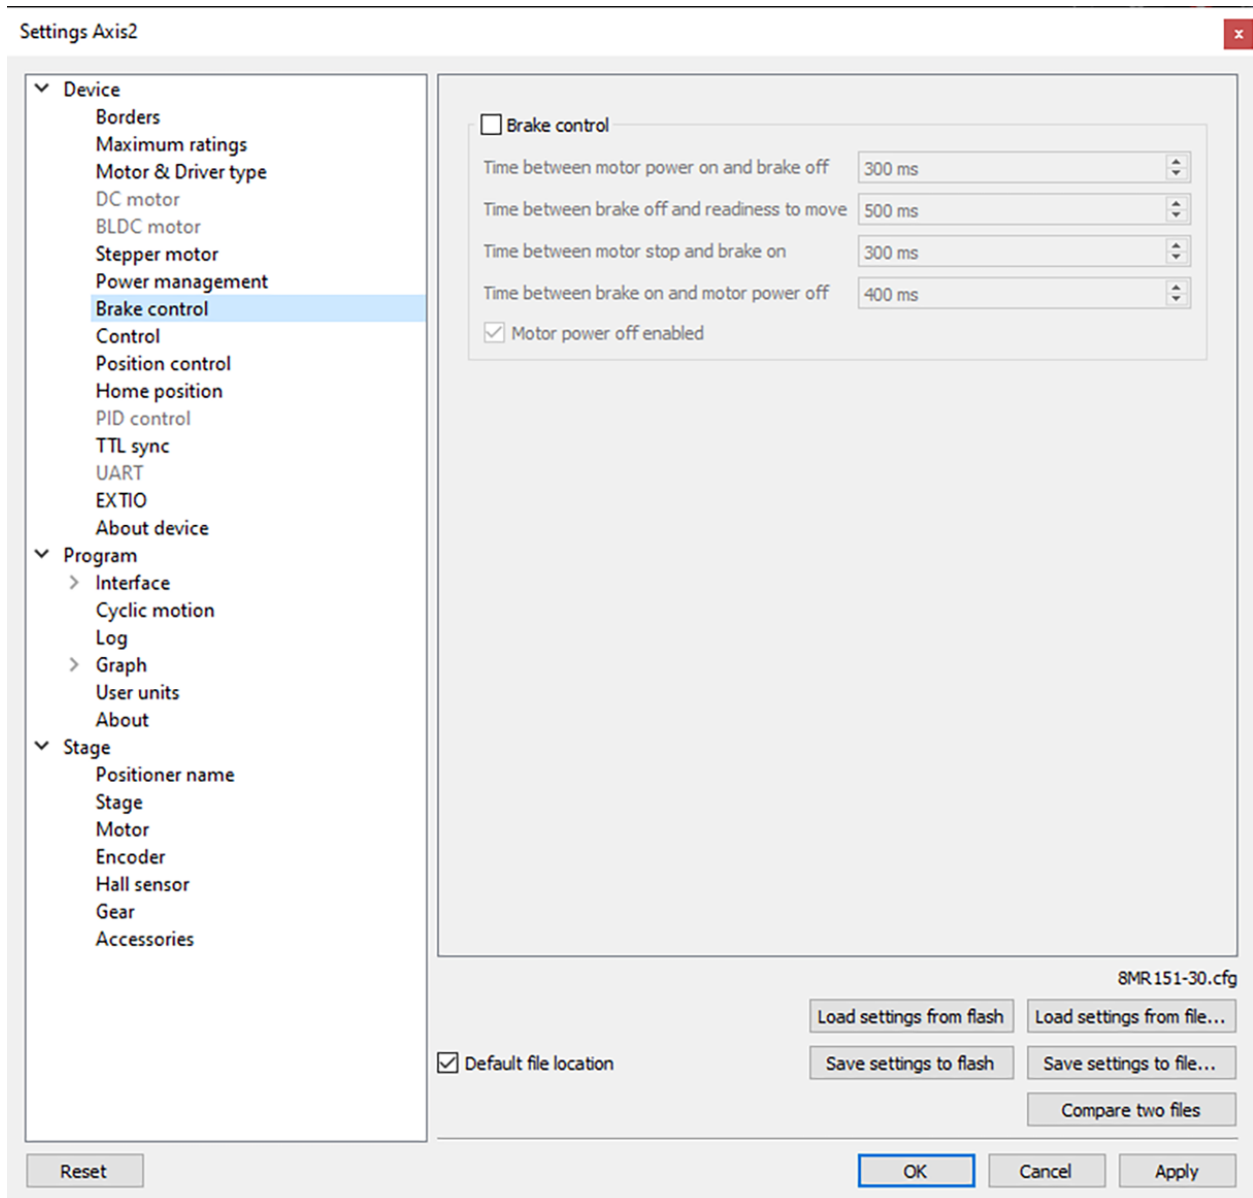 Settings Axis2
x
Device
Borders
Maximum ratings
Motor & Driver type
DC motor
BLDC motor
Stepper motor
Power management
Brake control
Control
Position control
Home position
PID control
TTL sync
UART
EXTIO
About device
Program
Interface
Cyclic motion
Log
Graph
User units
About
Stage
Positioner name
Stage
Motor
Encoder
Hall sensor
Gear
Accessories
Brake control
Time between motor power on and brake off 300 ms
Time between brake off and readiness to move 500 ms
Time between motor stop and brake on 300 ms
Time between brake on and motor power off 400 ms
Motor power off enabled
8MR151-30.cfg
Load settings from flash Load settings from file...
Default file location Save settings to flash Save settings to file...
Compare two files
Reset OK Cancel Apply